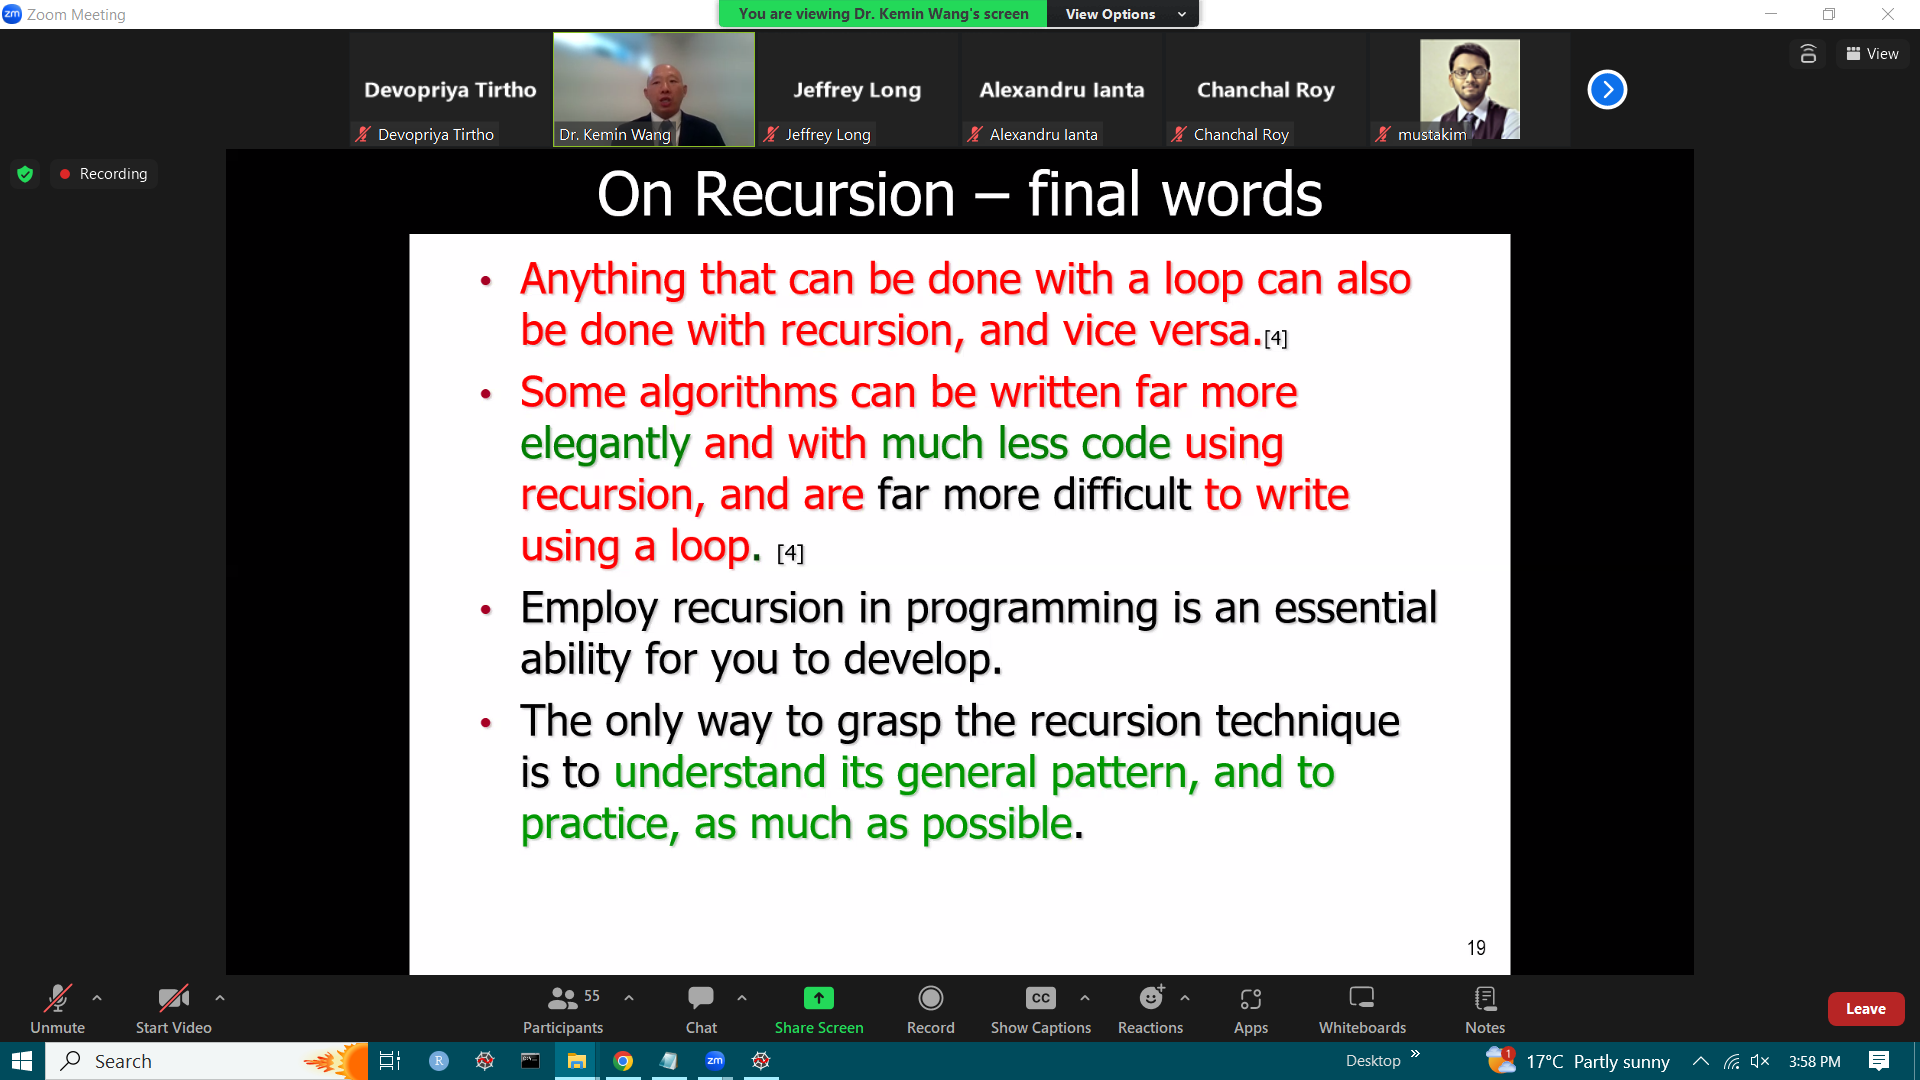 zm Zoom Meeting
You are viewing Dr. Kemin Wang's screen View Options
Devopriya Tirtho
Devopriya Tirtho
Dr. Kemin Wang
Jeffrey Long
Jeffrey Long
Alexandru Ianta
Alexandru Ianta
Chanchal Roy
Chanchal Roy
mustakim
View
Recording
On Recursion – final words
• Anything that can be done with a loop can also
be done with recursion, and vice versa.[4]
• Some algorithms can be written far more
elegantly and with much less code using
recursion, and are far more difficult to write
using a loop. [4]
• Employ recursion in programming is an essential
ability for you to develop.
• The only way to grasp the recursion technique
is to understand its general pattern, and to
practice, as much as possible.
19
Unmute
Start Video
55
Participants
Chat
Share Screen
Record
CC
Show Captions
Reactions
Apps
Whiteboards
Notes
Leave
Search
R
zm
Desktop »
1
17°C Partly sunny
3:58 PM